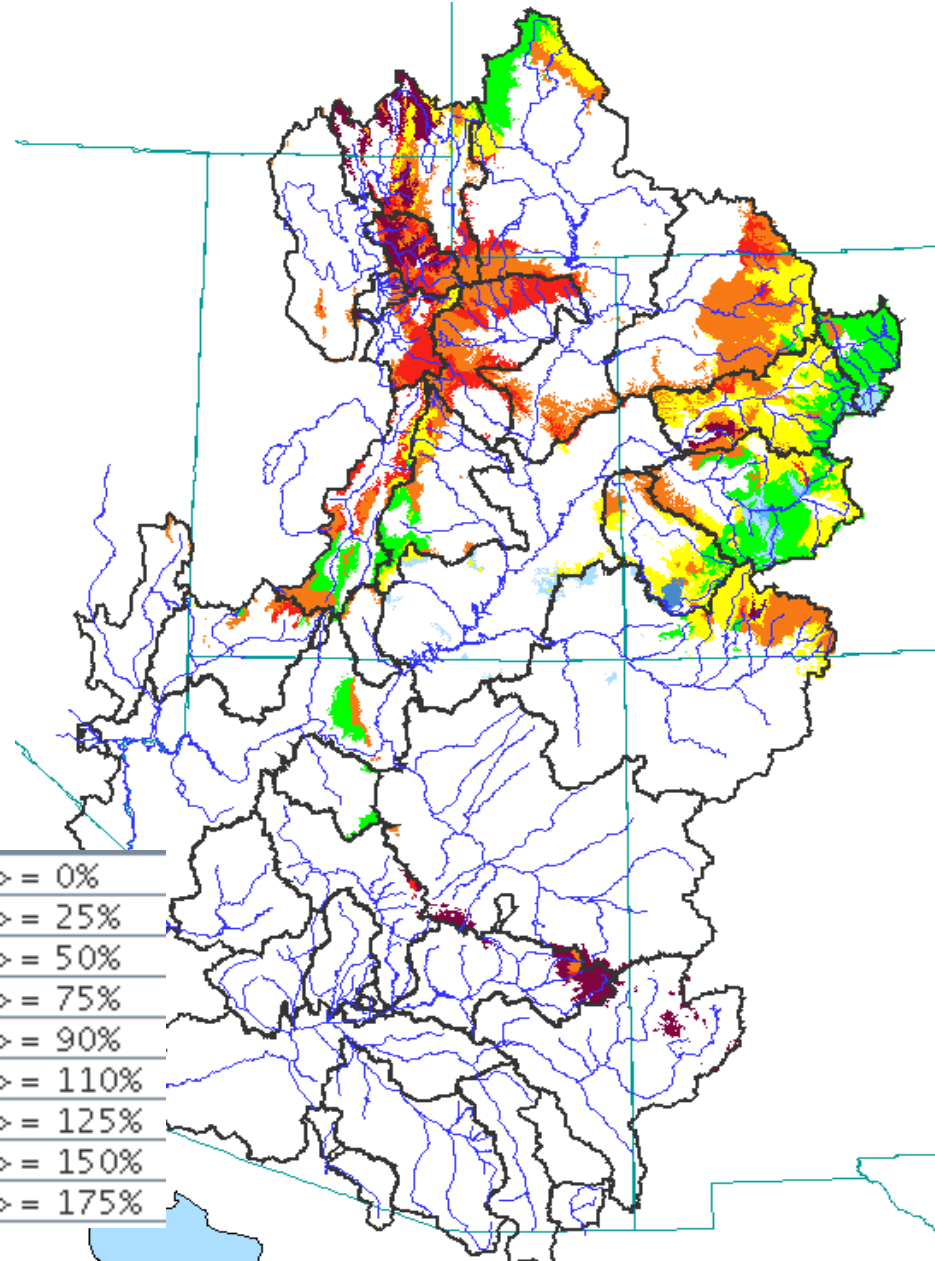 > = 0%
> = 25%
> = 50%
> = 75%
> = 90%
> = 110%
> = 125%
> = 150%
> = 175%